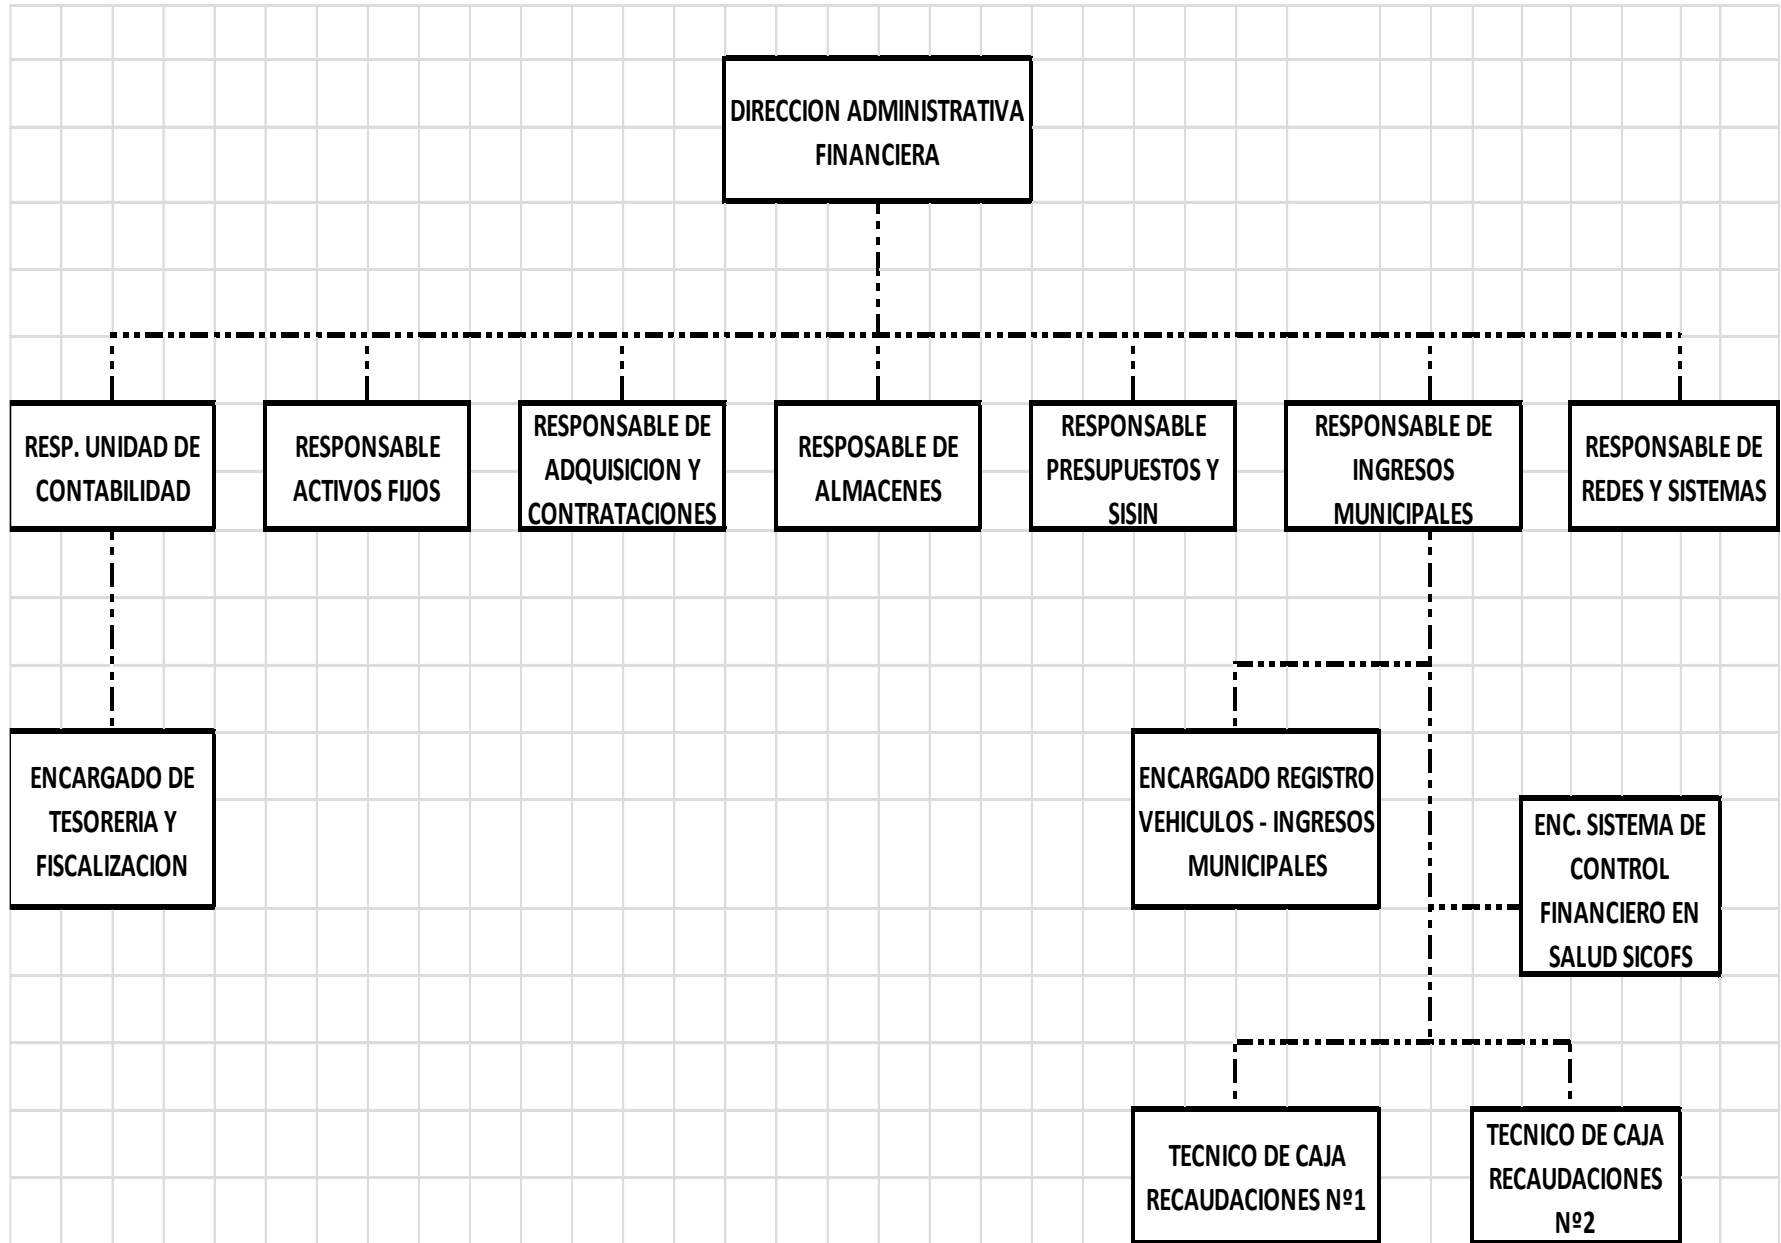 DIRECCION ADMINISTRATIVA
FINANCIERA
RESP. UNIDAD DE
CONTABILIDAD
RESPONSABLE
ACTIVOS FIJOS
RESPONSABLE DE
ADQUISICION Y
CONTRATACIONES
RESPOSABLE DE
ALMACENES
RESPONSABLE
PRESUPUESTOS Y
SISIN
RESPONSABLE DE
INGRESOS
MUNICIPALES
RESPONSABLE DE
REDES Y SISTEMAS
ENCARGADO DE
TESORERIA Y
FISCALIZACION
ENCARGADO REGISTRO
VEHICULOS - INGRESOS
MUNICIPALES
ENC. SISTEMA DE
CONTROL
FINANCIERO EN
SALUD SICOFS
TECNICO DE CAJA
RECAUDACIONES Nº1
TECNICO DE CAJA
RECAUDACIONES
Nº2